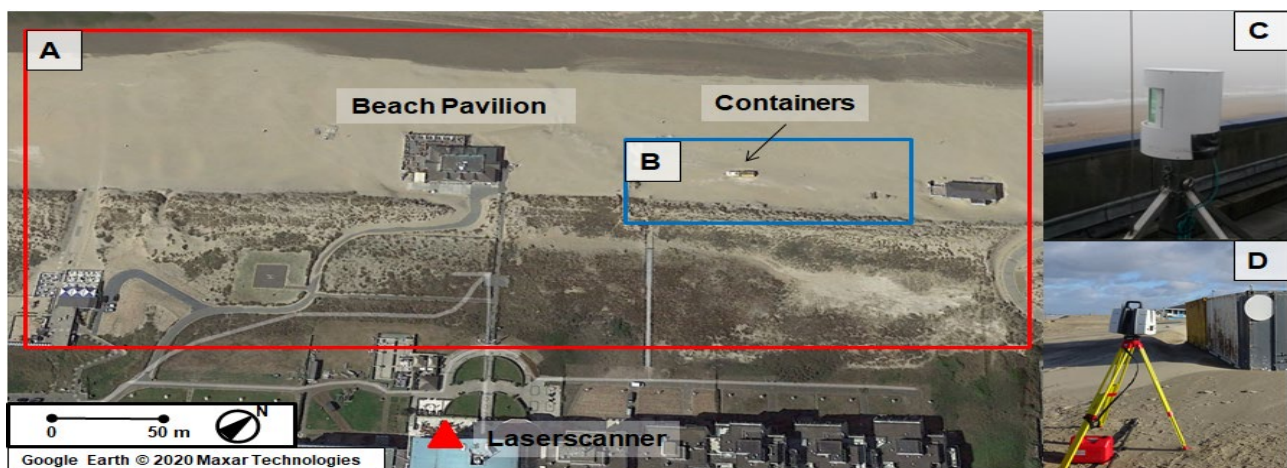 A
Beach Pavilion
Containers
B
Laserscanner
0
50 m
N
Google Earth © 2020 Maxar Technologies
C
D